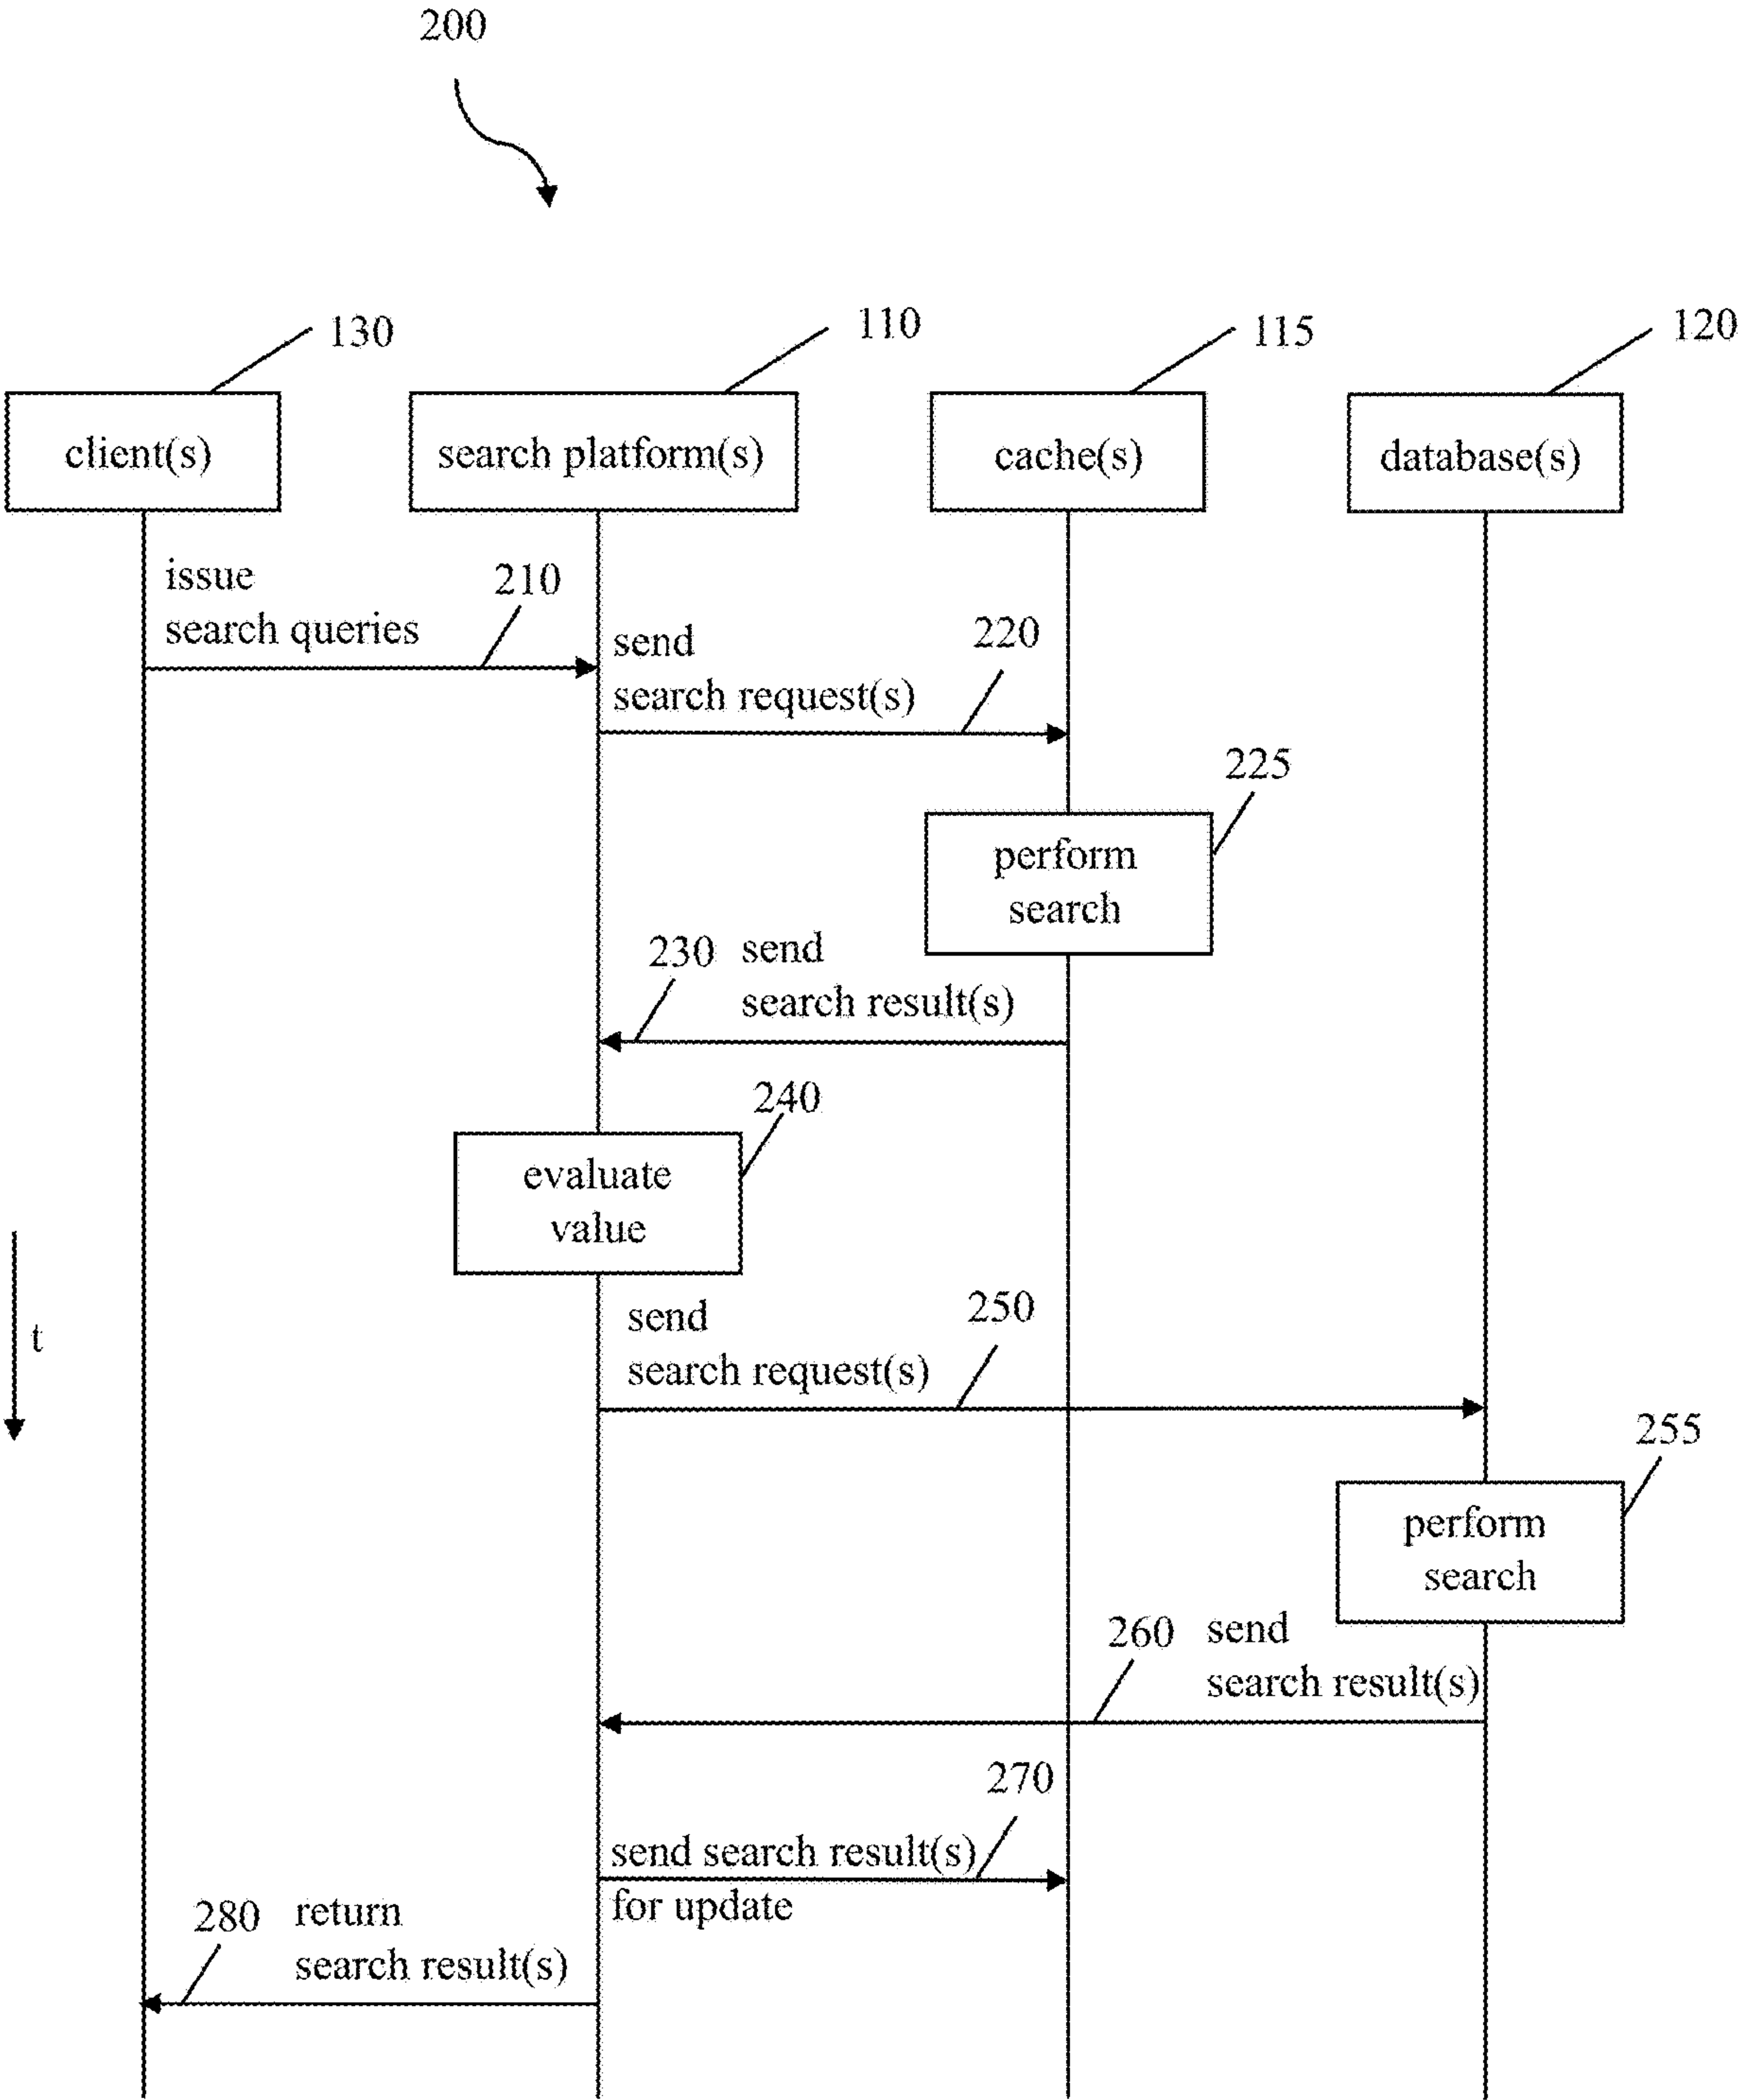 200
130
110
115
120
client(s)
search platform(s)
cache(s)
database(s)
issue
search queries
210
send
search request(s)
220
225
perform
search
230
send
search result(s)
240
evaluate
value
t
send
search request(s)
250
255
perform
search
260
send
search result(s)
270
send search result(s)
for update
280
return
search result(s)